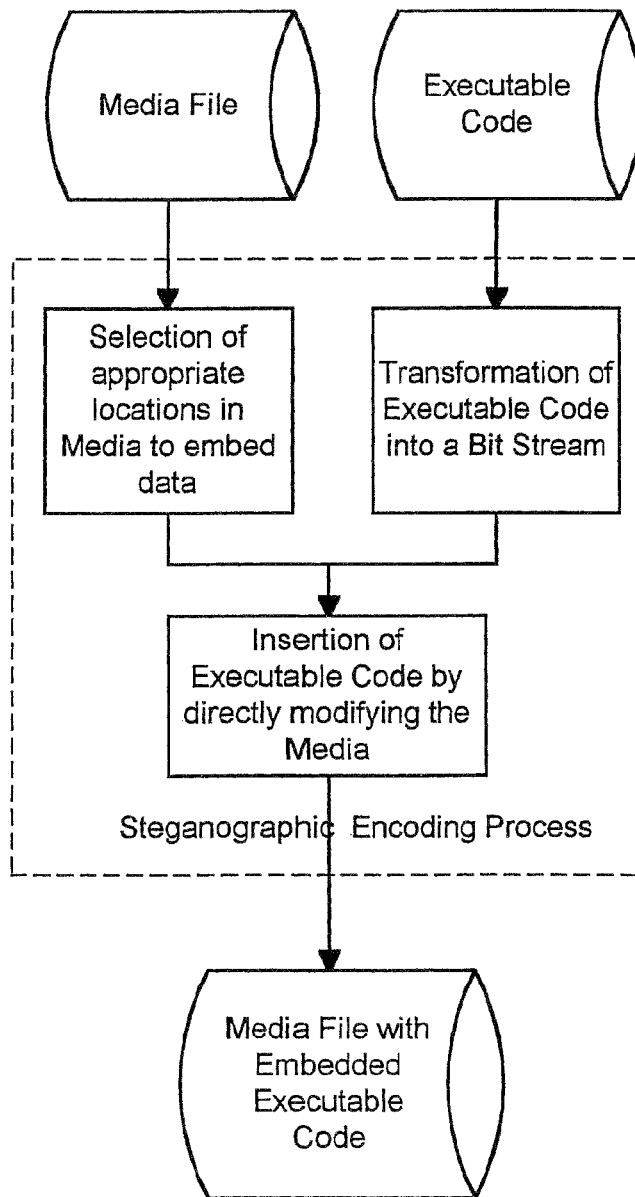 Media File
Executable
Code
Selection of
appropriate
locations in
Media to embed
data
Transformation of
Executable Code
into a Bit Stream
Insertion of
Executable Code by
directly modifying the
Media
Steganographic Encoding Process
Media File with
Embedded
Executable
Code